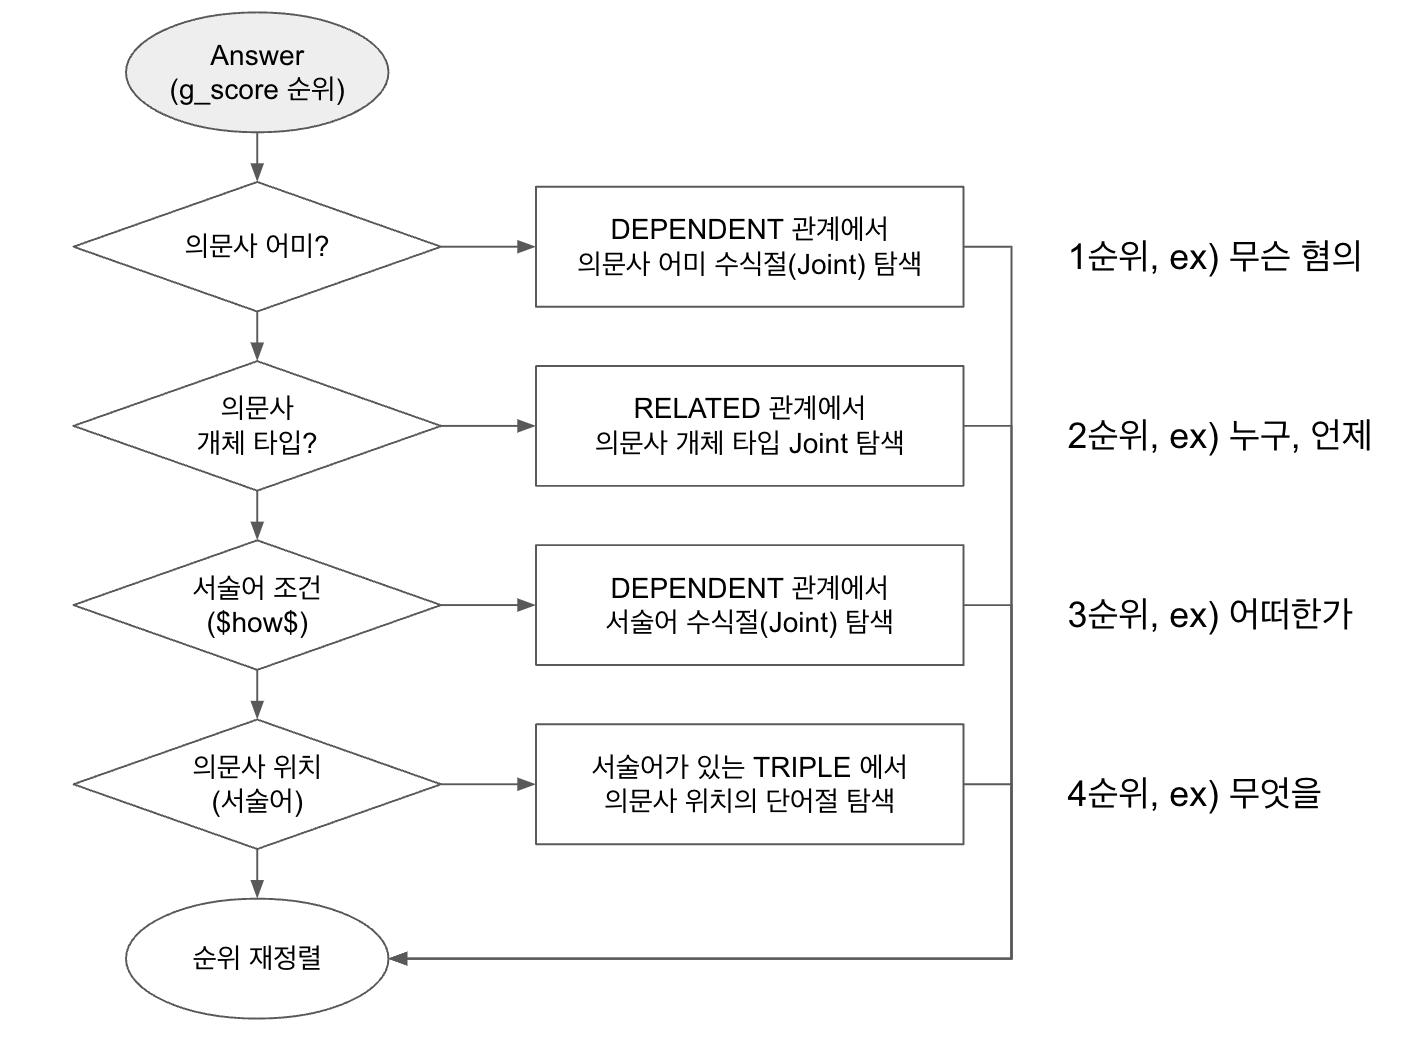 Answer
(g_score 순위)
의문사 어미?
DEPENDENT 관계에서
의문사 어미 수식절(Joint) 탐색
1순위, ex) 무슨 혐의
의문사
개체 타입?
RELATED 관계에서
의문사 개체 타입 Joint 탐색
2순위, ex) 누구, 언제
서술어 조건
($how$)
DEPENDENT 관계에서
서술어 수식절(Joint) 탐색
3순위, ex) 어떠한가
의문사 위치
(서술어)
서술어가 있는 TRIPLE 에서
의문사 위치의 단어절 탐색
4순위, ex) 무엇을
순위 재정렬